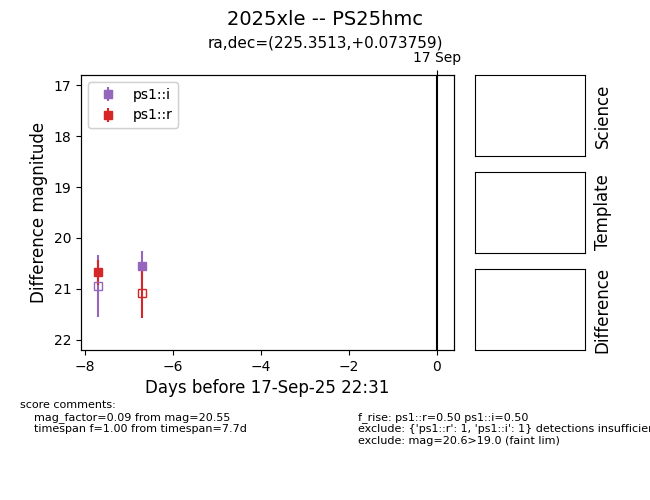 2025xle -- PS25hmc
ra,dec=(225.3513,+0.073759)
17 Sep
ps1::i
ps1::r
17
18
19
20
21
22
Difference magnitude
−8
−6
−4
−2
0
Days before 17-Sep-25 22:31
Science
Template
Difference
score comments:
mag_factor=0.09 from mag=20.55
timespan f=1.00 from timespan=7.7d
f_rise: ps1::r=0.50 ps1::i=0.50
exclude: {'ps1::r': 1, 'ps1::i': 1} detections insufficien
exclude: mag=20.6>19.0 (faint lim)